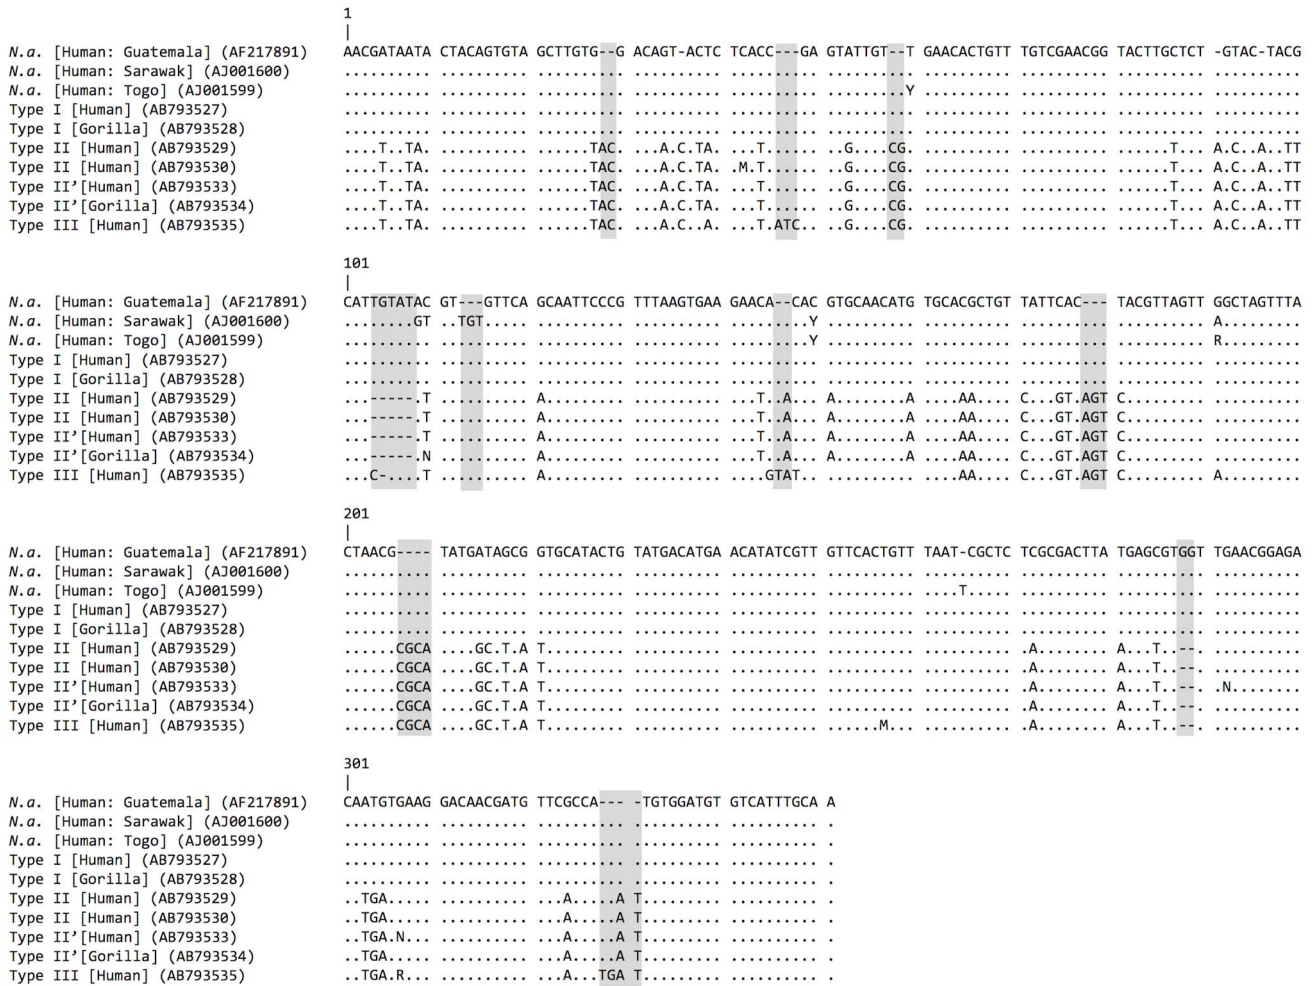 1
|
N.a. [Human: Guatemala] (AF217891) AACGATAATA CTACAGTGTA GCTTGTG--G ACAGT-ACTC TCACC---GA GTATTGT--T GAACACTGTT TGTCGAACGG TACTTGCTCT -GTAC-TACG
N.a. [Human: Sarawak] (AJ001600) .......... .......... .......... .......... .......... .......... .......... .......... .......... ..........
N.a. [Human: Togo] (AJ001599) .......... .......... .......... .......... .......... .........Y .......... .......... .......... ..........
Type I [Human] (AB793527) .......... .......... .......... .......... .......... .......... .......... .......... .......... ..........
Type I [Gorilla] (AB793528) .......... .......... .......... .......... .......... .......... .......... .......... .......... ..........
Type II [Human] (AB793529) ....T..TA. .......... ......TAC. ...A.C.TA. ...T...... ..G....CG. .......... .......... ......T... A.C..A..TT
Type II [Human] (AB793530) ....T..TA. .......... ......TAC. ...A.C.TA. .M.T...... ..G....CG. .......... .......... ......T... A.C..A..TT
Type II’[Human] (AB793533) ....T..TA. .......... ......TAC. ...A.C.TA. ...T...... ..G....CG. .......... .......... ......T... A.C..A..TT
Type II’[Gorilla] (AB793534) ....T..TA. .......... ......TAC. ...A.C.TA. ...T...... ..G....CG. .......... .......... ......T... A.C..A..TT
Type III [Human] (AB793535) ....T..TA. .......... ......TAC. ...A.C..A. ...T.ATC.. ..G....CG. .......... .......... ......T... A.C..A..TT
101
|
N.a. [Human: Guatemala] (AF217891) CATTGTATAC GT---GTTCA GCAATTCCCG TTTAAGTGAA GAACA--CAC GTGCAACATG TGCACGCTGT TATTCAC--- TACGTTAGTT GGCTAGTTTA
N.a. [Human: Sarawak] (AJ001600) ........GT ..TGT..... .......... .......... .........Y .......... .......... .......... .......... A.........
N.a. [Human: Togo] (AJ001599) .......... .......... .......... .......... .........Y .......... .......... .......... .......... R.........
Type I [Human] (AB793527) .......... .......... .......... .......... .......... .......... .......... .......... .......... ..........
Type I [Gorilla] (AB793528) .......... .......... .......... .......... .......... .......... .......... .......... .......... ..........
Type II [Human] (AB793529) ...-----.T .......... A......... .......... ...T..A... A........A ....AA.... C...GT.AGT C......... ..........
Type II [Human] (AB793530) ...-----.T .......... A......... .......... ...T..A... A........A ....AA.... C...GT.AGT C......... ..........
Type II’[Human] (AB793533) ...-----.T .......... A......... .......... ...T..A... A........A ....AA.... C...GT.AGT C......... ..........
Type II’[Gorilla] (AB793534) ...-----.N .......... A......... .......... ...T..A... A........A ....AA.... C...GT.AGT C......... ..........
Type III [Human] (AB793535) ...C-....T .......... A......... .......... ....GTAT.. .......... ....AA.... C...GT.AGT C......... A.........
201
|
N.a. [Human: Guatemala] (AF217891) CTAACG---- TATGATAGCG GTGCATACTG TATGACATGA ACATATCGTT GTTCACTGTT TAAT-CGCTC TCGCGACTTA TGAGCGTGGT TGAACGGAGA
N.a. [Human: Sarawak] (AJ001600) .......... .......... .......... .......... .......... .......... .......... .......... .......... ..........
N.a. [Human: Togo] (AJ001599) .......... .......... .......... .......... .......... .......... ....T..... .......... .......... ..........
Type I [Human] (AB793527) .......... .......... .......... .......... .......... .......... .......... .......... .......... ..........
Type I [Gorilla] (AB793528) .......... .......... .......... .......... .......... .......... .......... .......... .......... ..........
Type II [Human] (AB793529) ......CGCA ....GC.T.A T......... .......... .......... .......... .......... .A........ A...T..--. ..........
Type II [Human] (AB793530) ......CGCA ....GC.T.A T......... .......... .......... .......... .......... .A........ A...T..--. ..........
Type II’[Human] (AB793533) ......CGCA ....GC.T.A T......... .......... .......... .......... .......... .A........ A...T..--. .N........
Type II’[Gorilla] (AB793534) ......CGCA ....GC.T.A T......... .......... .......... .......... .......... .A........ A...T..--. ..........
Type III [Human] (AB793535) ......CGCA ....GC.T.A T......... .......... .......... ......M... .......... .A........ A...T..--. ..........
301
|
N.a. [Human: Guatemala] (AF217891) CAATGTGAAG GACAACGATG TTCGCCA--- -TGTGGATGT GTCATTTGCA A
N.a. [Human: Sarawak] (AJ001600) .......... .......... .......... .......... .......... .
N.a. [Human: Togo] (AJ001599) .......... .......... .......... .......... .......... .
Type I [Human] (AB793527) .......... .......... .......... .......... .......... .
Type I [Gorilla] (AB793528) .......... .......... .......... .......... .......... .
Type II [Human] (AB793529) ..TGA..... .......... ...A.....A T......... .......... .
Type II [Human] (AB793530) ..TGA..... .......... ...A.....A T......... .......... .
Type II’[Human] (AB793533) ..TGA.N... .......... ...A.....A T......... .......... .
Type II’[Gorilla] (AB793534) ..TGA..... .......... ...A.....A T......... .......... .
Type III [Human] (AB793535) ..TGA.R... .......... ...A...TGA T......... .......... .